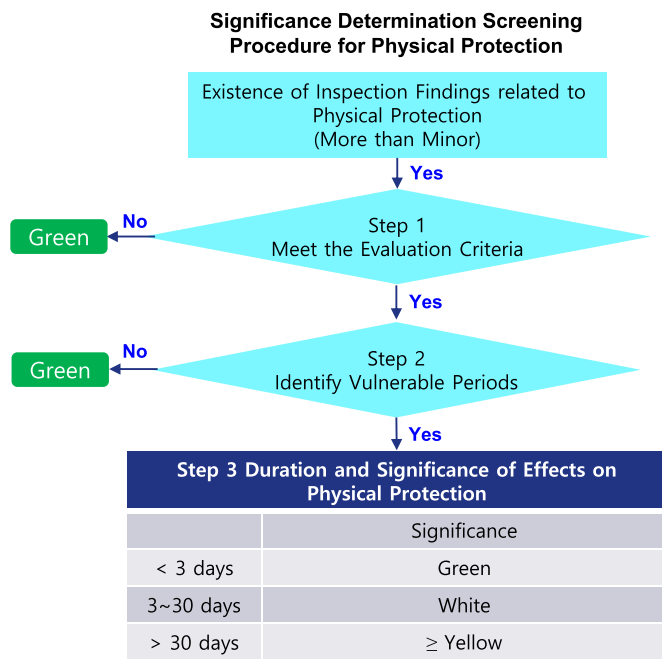 Significance Determination Screening
Procedure for Physical Protection
Existence of Inspection Findings related to
Physical Protection
(More than Minor)
Yes
Step 1
Meet the Evaluation Criteria
No
Green
Yes
Step 2
Identify Vulnerable Periods
No
Green
Yes
Step 3 Duration and Significance of Effects on
Physical Protection
Significance
< 3 days Green
3~30 days White
> 30 days ≥ Yellow